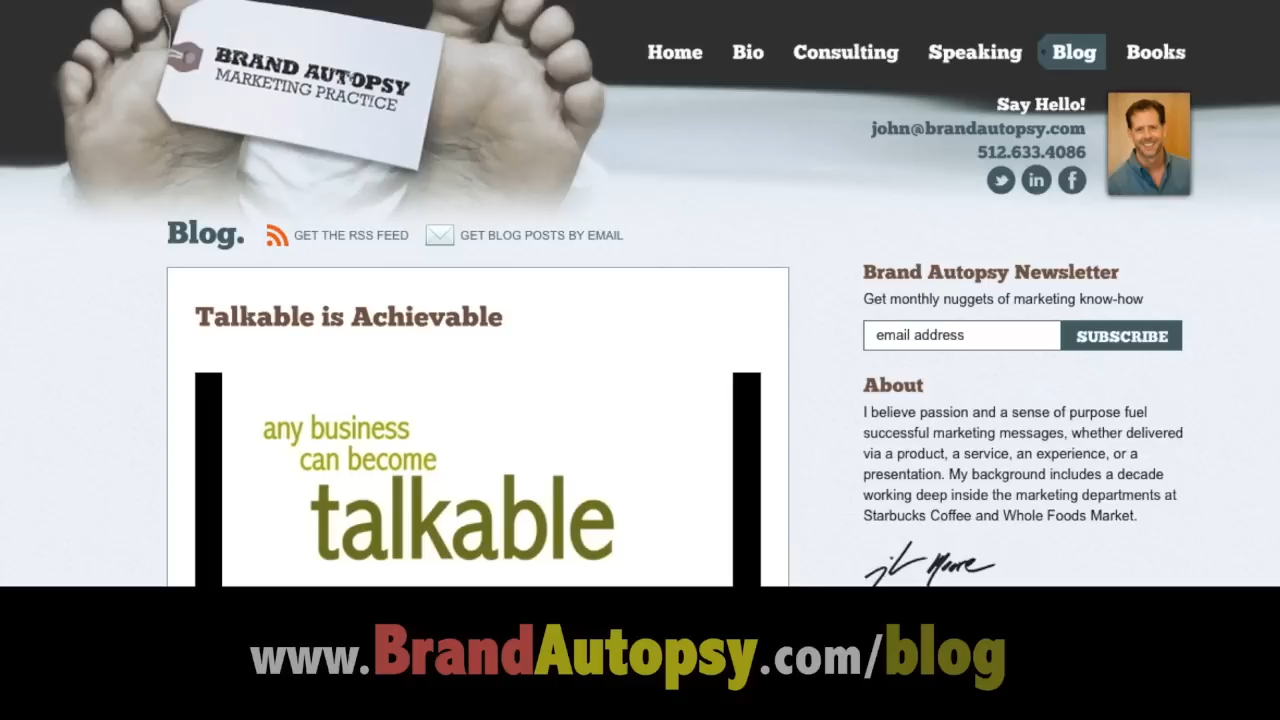 BRAND AUTOPSY
MARKETING PRACTICE
Home Bio Consulting Speaking Blog Books
Say Hello!
john@brandautopsy.com
512.633.4086
Blog. GET THE RSS FEED GET BLOG POSTS BY EMAIL
Talkable is Achievable
any business
can become
talkable
Brand Autopsy Newsletter
Get monthly nuggets of marketing know-how
email address SUBSCRIBE
About
I believe passion and a sense of purpose fuel
successful marketing messages, whether delivered
via a product, a service, an experience, or a
presentation. My background includes a decade
working deep inside the marketing departments at
Starbucks Coffee and Whole Foods Market.
www.BrandAutopsy.com/blog